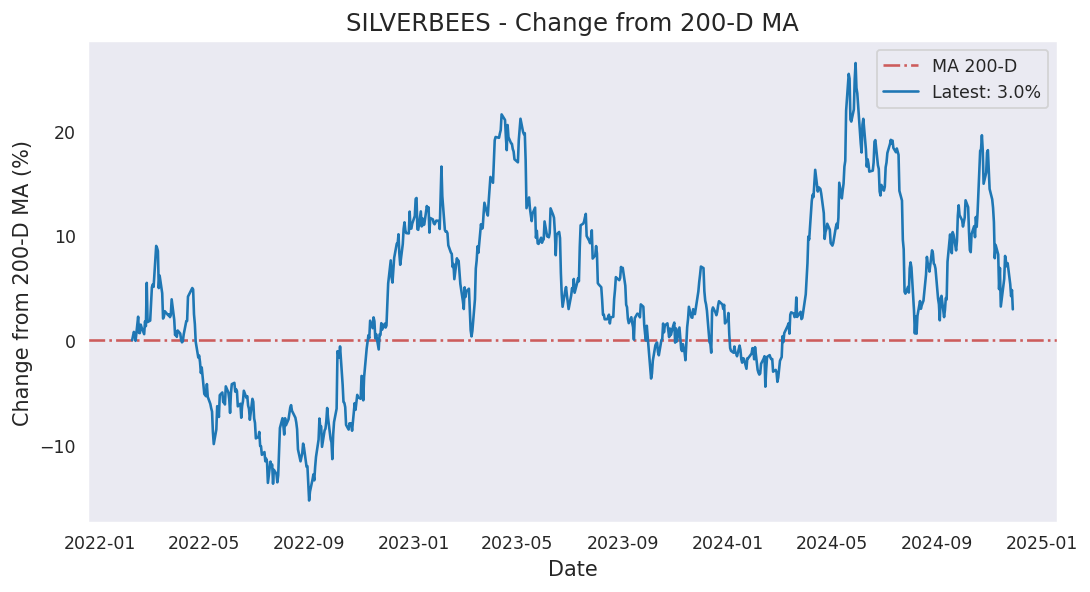 SILVERBEES - Change from 200-D MA
MA 200-D
Latest: 3.0%
Change from 200-D MA (%)
20
10
0
−10
2022-01 2022-05 2022-09 2023-01 2023-05 2023-09 2024-01 2024-05 2024-09 2025-01
Date